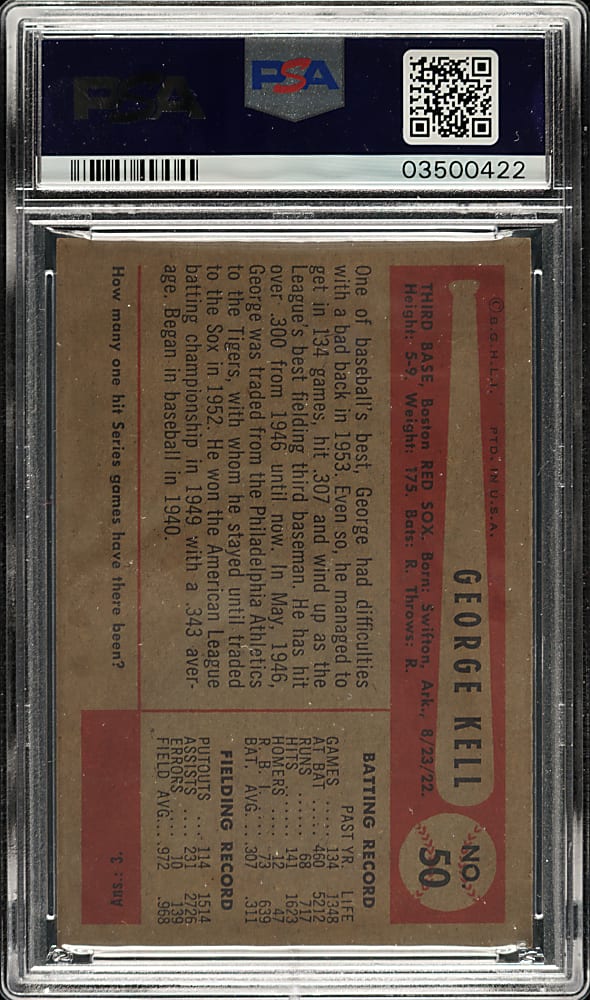 PSA
PSA
03500422
© B.G.H.L.I. PTD. IN U.S.A.
GEORGE KELL
NO.
50
THIRD BASE, Boston RED SOX. Born: Swifton, Ark., 8/23/22.
Height: 5-9. Weight: 175. Bats: R. Throws: R.
One of baseball's best, George had difficulties
with a bad back in 1953. Even so, he managed to
get in 134 games, hit .307 and wind up as the
League's best fielding third baseman. He has hit
over .300 from 1946 until now. In May, 1946,
George was traded from the Philadelphia Athletics
to the Tigers, with whom he stayed until traded
to the Sox in 1952. He won the American League
batting championship in 1949 with a .343 aver-
age. Began in baseball in 1940.
BATTING RECORD
PAST YR. LIFE
GAMES ..... 134 1348
AT BAT ..... 460 5212
RUNS ...... 68 717
HITS ...... 141 1623
HOMERS .... 12 47
R. B. I. .... 73 639
BAT. AVG. .. .307 .311
FIELDING RECORD
PUTOUTS .... 114 1514
ASSISTS .... 231 2726
ERRORS .... 10 139
FIELD AVG. .. .972 .968
How many one hit Series games have there been?
Ans.: 3.